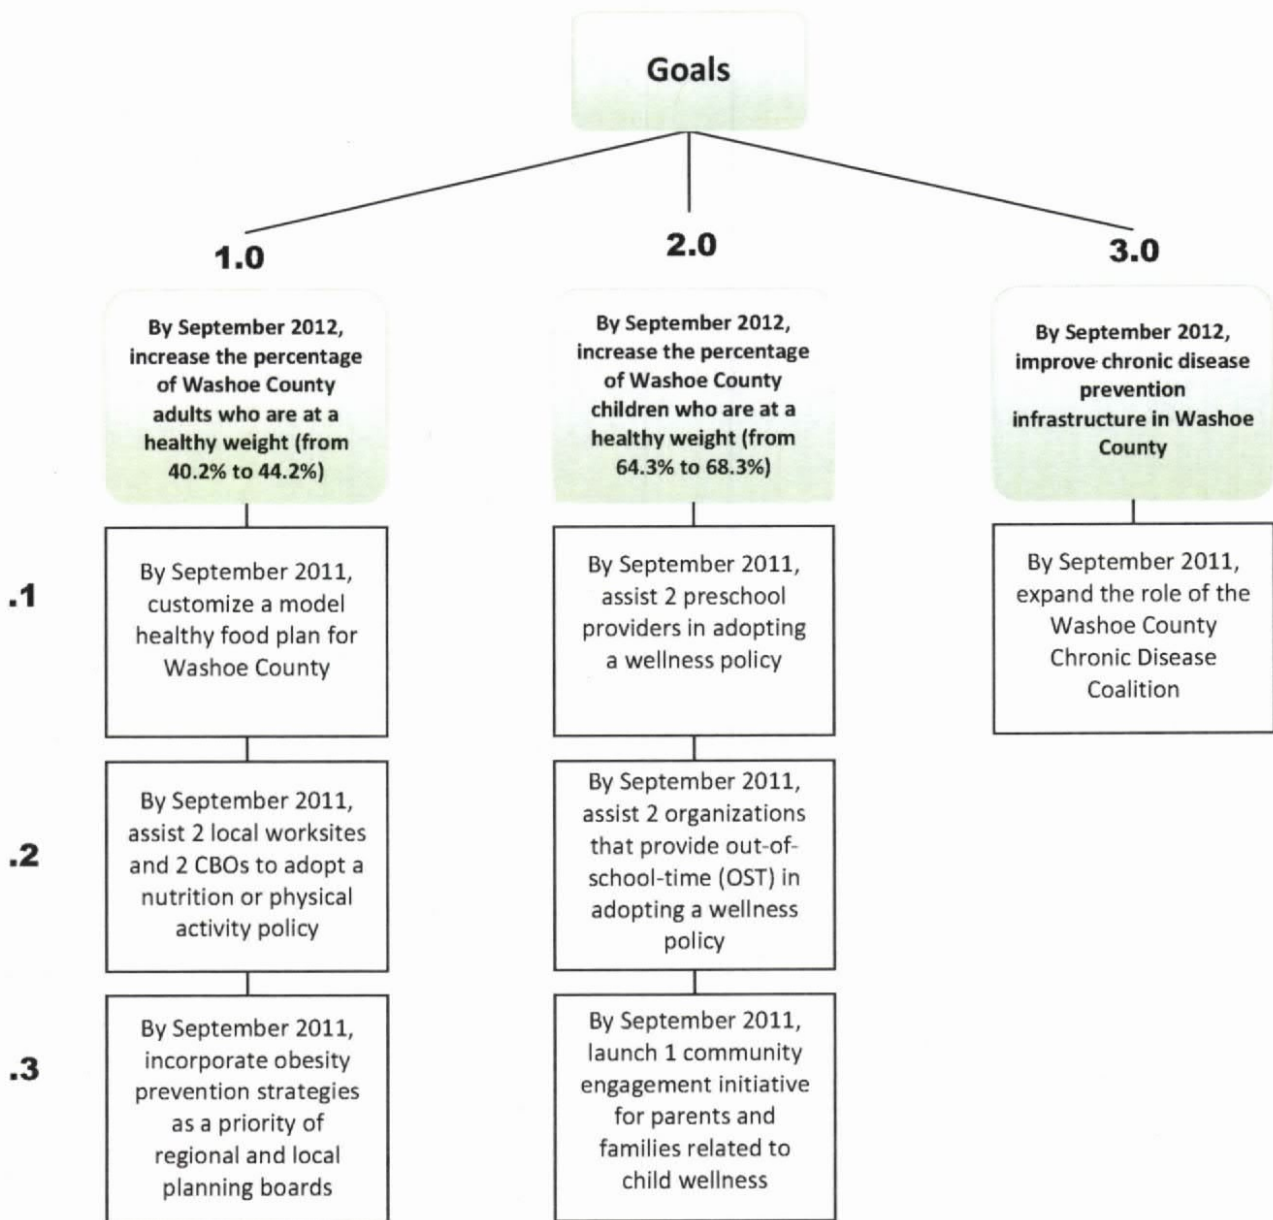 Goals
1.0
2.0
3.0
By September 2012,
increase the percentage
of Washoe County
adults who are at a
healthy weight (from
40.2% to 44.2%)
By September 2012,
increase the percentage
of Washoe County
children who are at a
healthy weight (from
64.3% to 68.3%)
By September 2012,
improve chronic disease
prevention
infrastructure in Washoe
County
.1
By September 2011,
customize a model
healthy food plan for
Washoe County
By September 2011,
assist 2 preschool
providers in adopting
a wellness policy
By September 2011,
expand the role of the
Washoe County
Chronic Disease
Coalition
.2
By September 2011,
assist 2 local worksites
and 2 CBOs to adopt a
nutrition or physical
activity policy
By September 2011,
assist 2 organizations
that provide out-of-
school-time (OST) in
adopting a wellness
policy
.3
By September 2011,
incorporate obesity
prevention strategies
as a priority of
regional and local
planning boards
By September 2011,
launch 1 community
engagement initiative
for parents and
families related to
child wellness